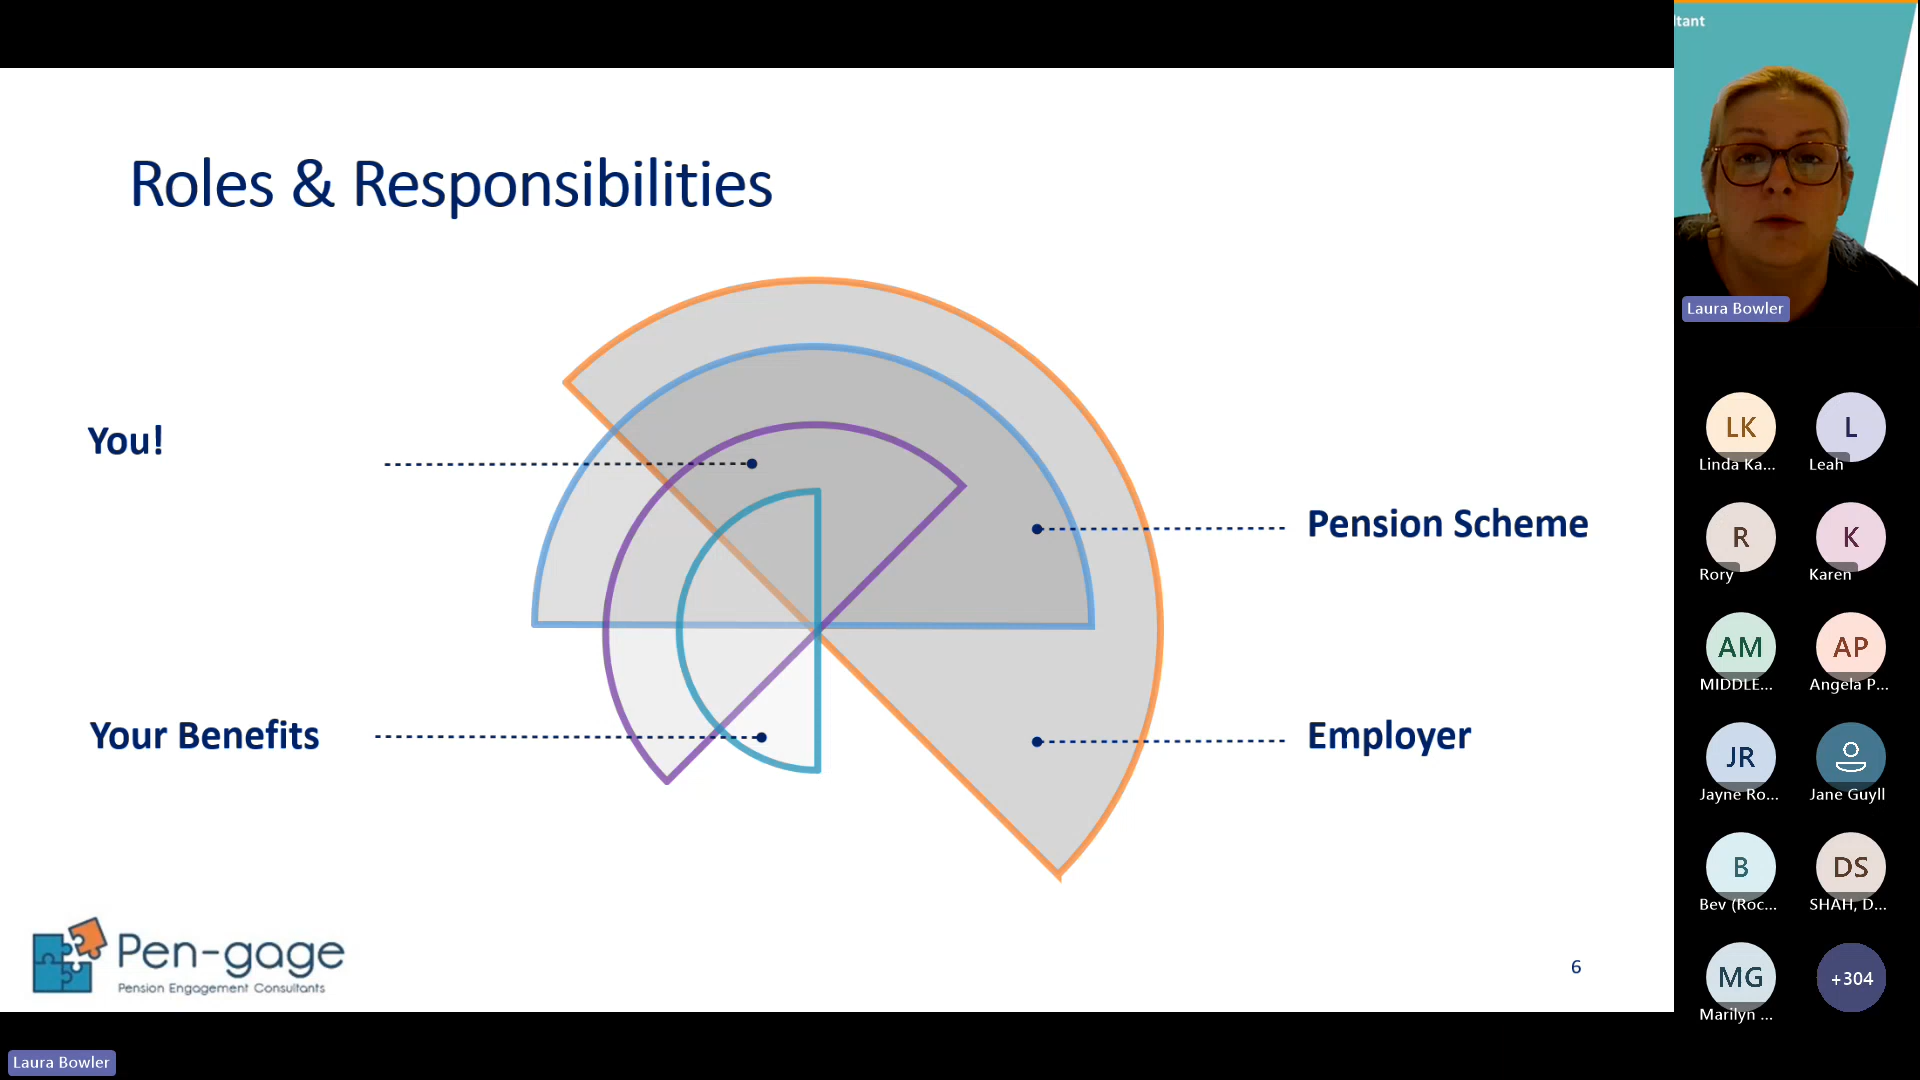 ltant
Roles & Responsibilities
You!
Pension Scheme
Your Benefits
Employer
Pen-gage
Pension Engagement Consultants
6
Laura Bowler
LK
Linda Ka...
L
Leah
R
Rory
K
Karen
AM
MIDDLE...
AP
Angela P...
JR
Jayne Ro...
Jane Guyll
B
Bev (Roc...
DS
SHAH, D...
MG
Marilyn ...
+304
Laura Bowler